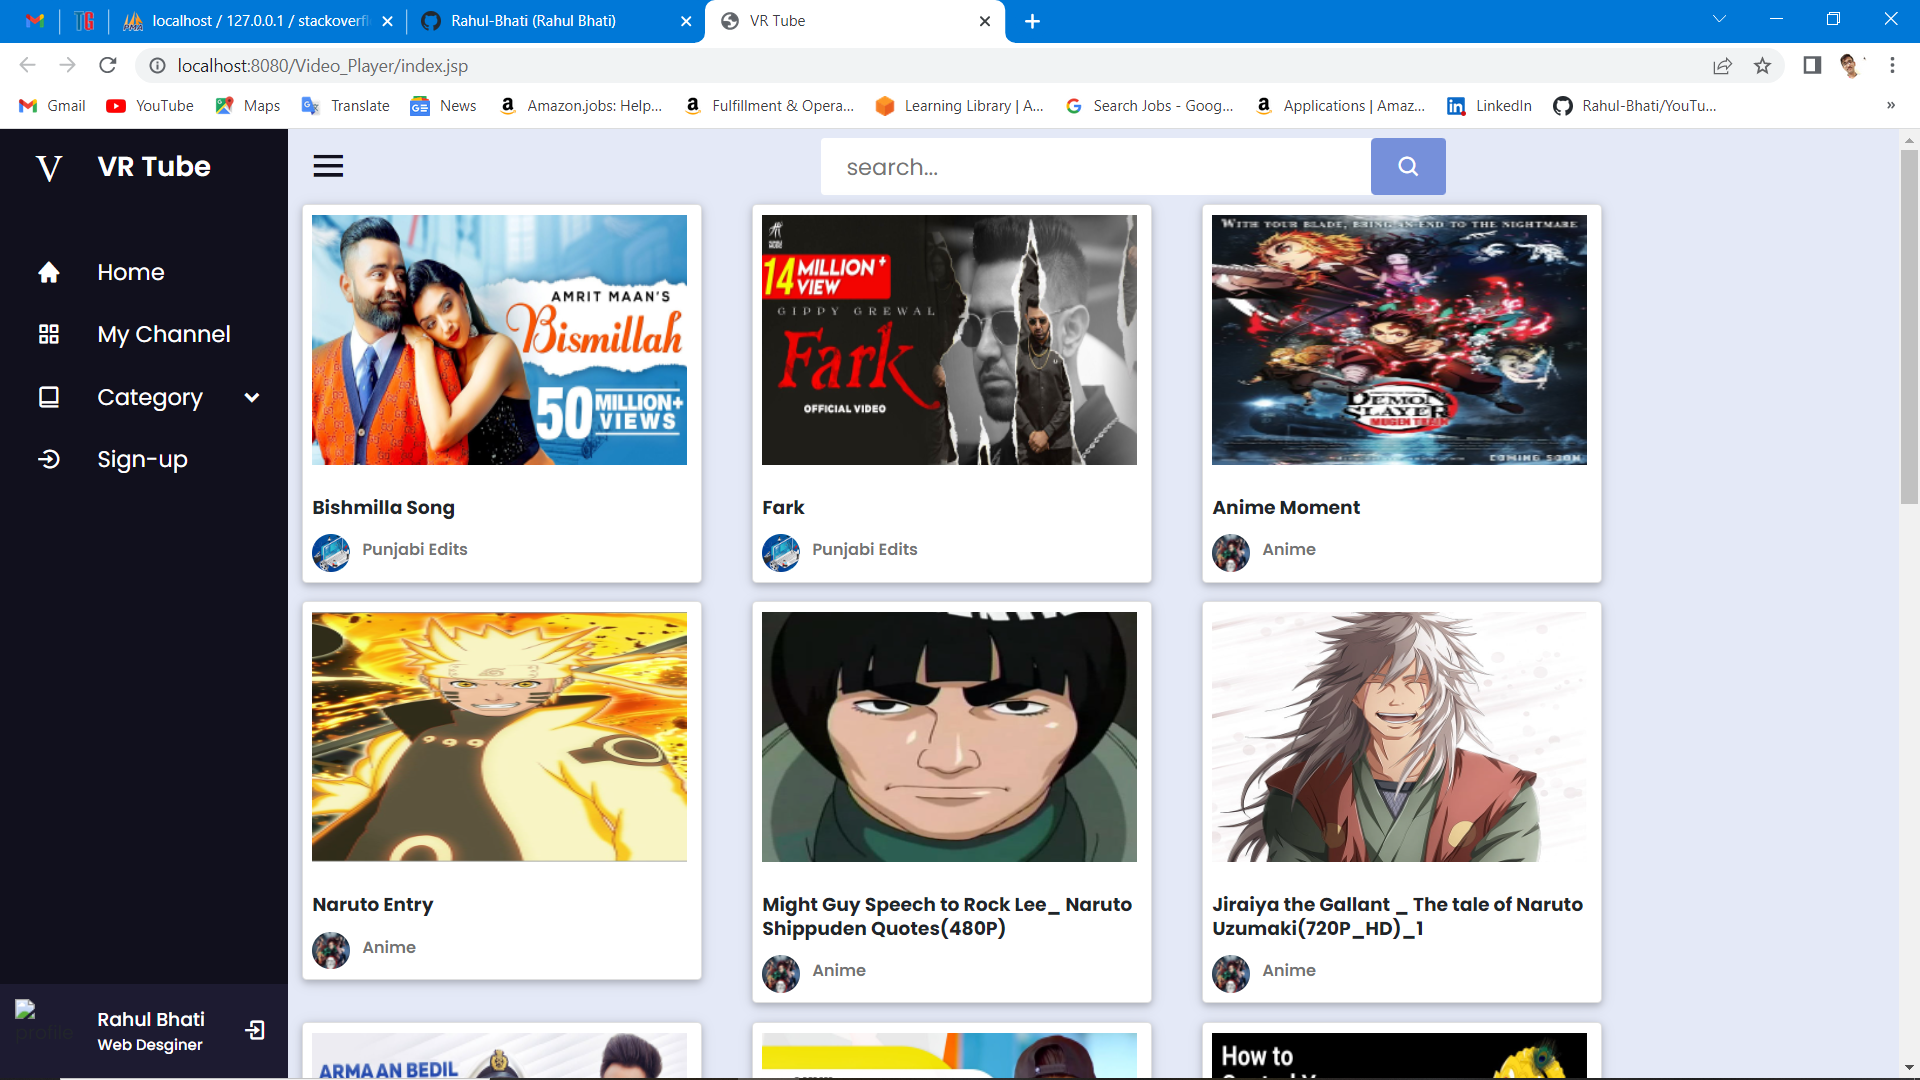 localhost / 127.0.0.1 / stackoverfl
Rahul-Bhati (Rahul Bhati)
VR Tube
localhost:8080/Video_Player/index.jsp
Gmail
YouTube
Maps
Translate
News
Amazon.jobs: Help...
Fulfillment & Opera...
Learning Library | A...
Search Jobs - Goog...
Applications | Amaz...
LinkedIn
Rahul-Bhati/YouTu...
»
V VR Tube
search...
Home
My Channel
Category
Sign-up
AMRIT MAAN'S
Bismillah
50 MILLION+
VIEWS
Bishmilla Song
Punjabi Edits
14 MILLION+
VIEW
GIPPY GREWAL
Fark
OFFICIAL VIDEO
Fark
Punjabi Edits
WITH YOUR BLADE, BRING AN END TO THE NIGHTMARE
DEMON
SLAYER
MUGEN TRAIN
COMING SOON
Anime Moment
Anime
Naruto Entry
Anime
Might Guy Speech to Rock Lee_ Naruto
Shippuden Quotes(480P)
Anime
Jiraiya the Gallant _ The tale of Naruto
Uzumaki(720P_HD)_1
Anime
profile
Rahul Bhati
Web Desginer
ARMAAN BEDIL
How to